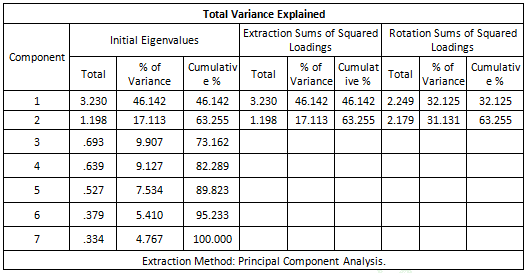 Total Variance Explained
Component Initial Eigenvalues Extraction Sums of Squared Loadings Rotation Sums of Squared Loadings
Total % of Variance Cumulativ e % Total % of Variance Cumulat ive % Total % of Variance Cumulativ e %
1 3.230 46.142 46.142 3.230 46.142 46.142 2.249 32.125 32.125
2 1.198 17.113 63.255 1.198 17.113 63.255 2.179 31.131 63.255
3 .693 9.907 73.162
4 .639 9.127 82.289
5 .527 7.534 89.823
6 .379 5.410 95.233
7 .334 4.767 100.000
Extraction Method: Principal Component Analysis.